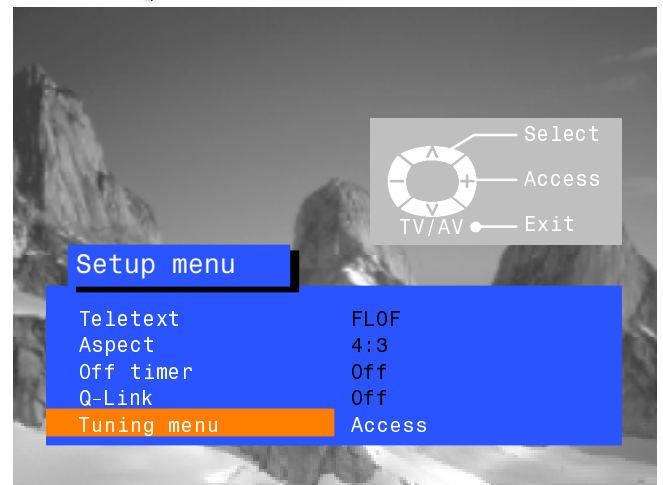 Select
Access
TV/AV Exit
Setup menu
Teletext FLOF
Aspect 4:3
Off timer Off
Q-Link Off
Tuning menu Access